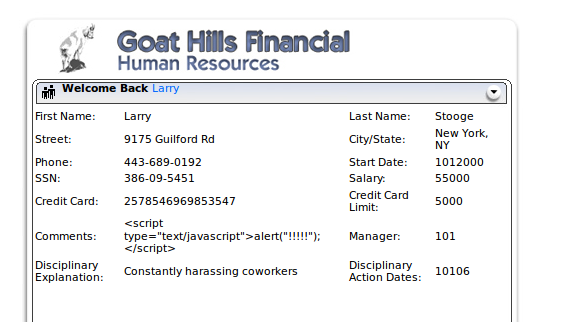 Goat Hills Financial
Human Resources
Welcome Back Larry
First Name: Larry Last Name: Stooge
Street: 9175 Guilford Rd City/State: New York,
NY
Phone: 443-689-0192 Start Date: 1012000
SSN: 386-09-5451 Salary: 55000
Credit Card: 2578546969853547 Credit Card
Limit: 5000
Comments: <script
type="text/javascript">alert("!!!!!");
</script> Manager: 101
Disciplinary
Explanation: Constantly harassing coworkers Disciplinary
Action Dates: 10106